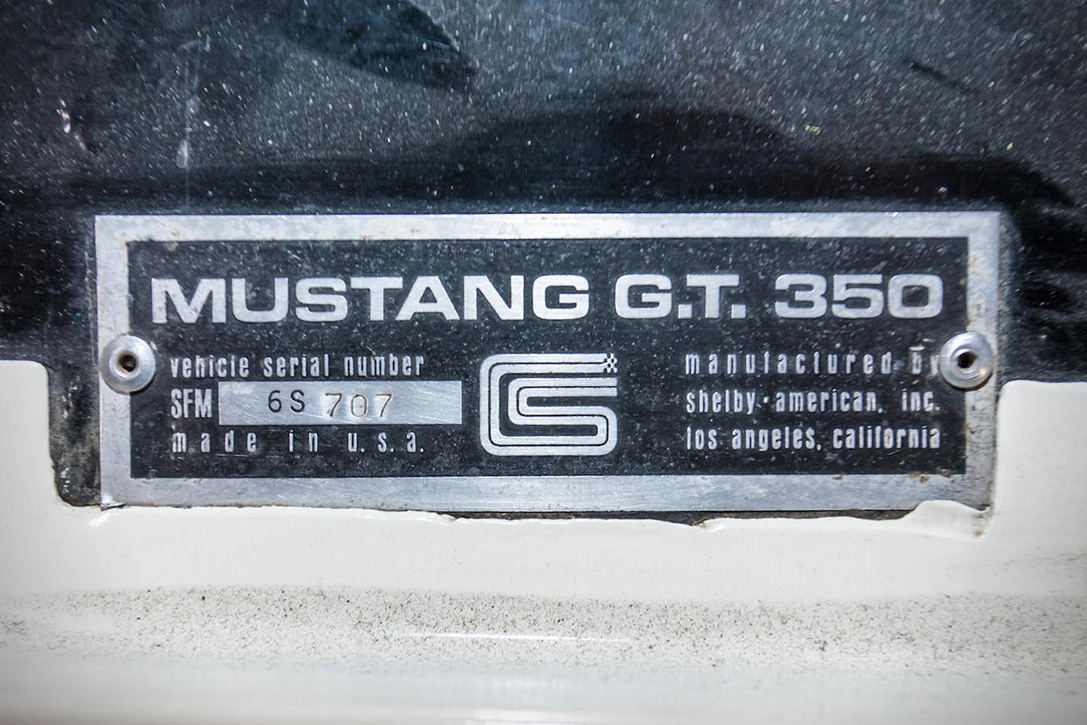 MUSTANG G.T. 350
vehicle serial number
SFM 6S 707
made in u.s.a.
manufactured by
shelby·american, inc.
los angeles, california